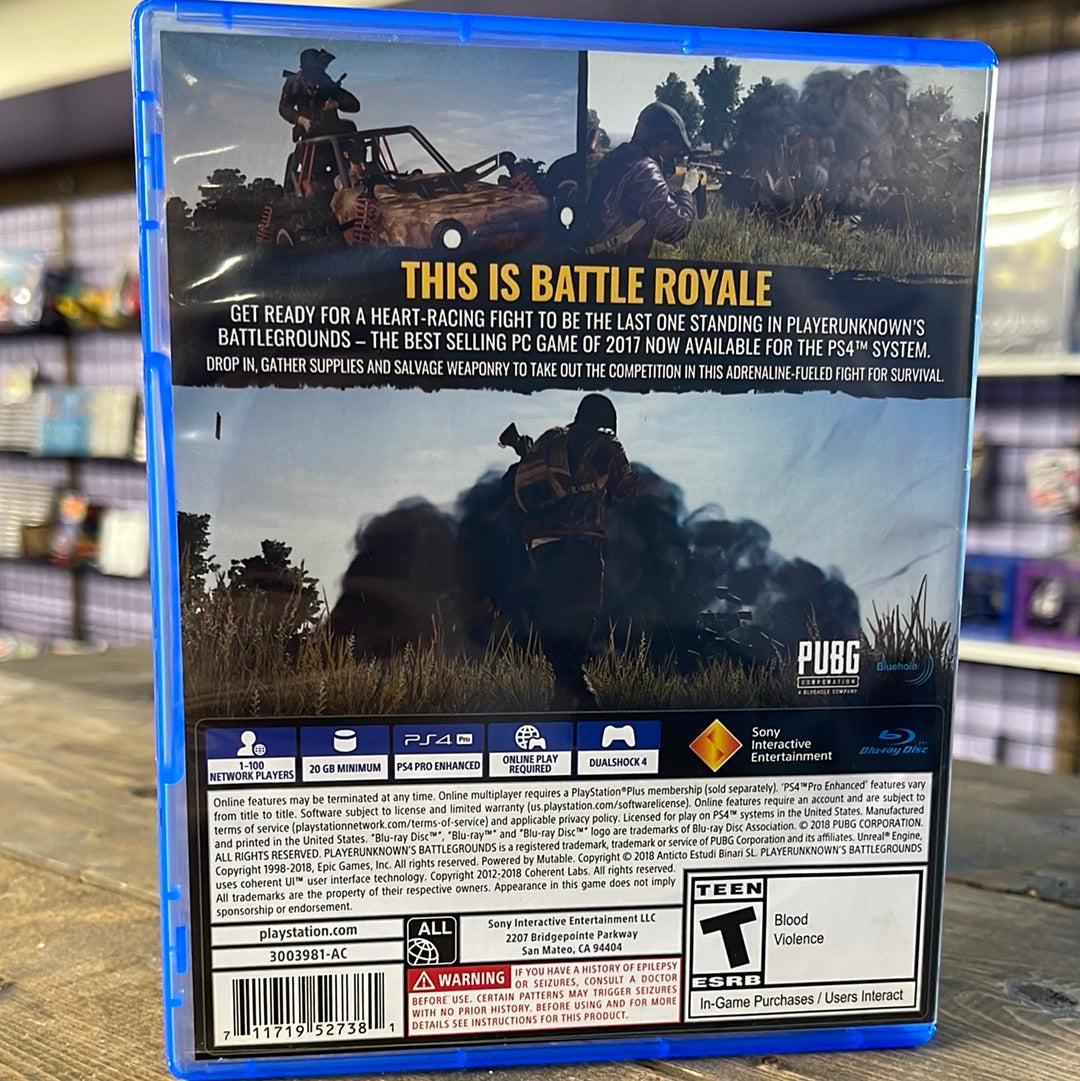 THIS IS BATTLE ROYALE
GET READY FOR A HEART-RACING FIGHT TO BE THE LAST ONE STANDING IN PLAYERUNKNOWN'S
BATTLEGROUNDS – THE BEST SELLING PC GAME OF 2017 NOW AVAILABLE FOR THE PS4™ SYSTEM.
DROP IN, GATHER SUPPLIES AND SALVAGE WEAPONRY TO TAKE OUT THE COMPETITION IN THIS ADRENALINE-FUELED FIGHT FOR SURVIVAL.
PUBG
CORPORATION
A BLUEHOLE COMPANY
Bluehole
1-100
NETWORK PLAYERS
20 GB MINIMUM
PS4 Pro
PS4 PRO ENHANCED
ONLINE PLAY
REQUIRED
DUALSHOCK 4
Sony
Interactive
Entertainment
Blu-ray Disc™
Online features may be terminated at any time. Online multiplayer requires a PlayStation®Plus membership (sold separately). 'PS4™Pro Enhanced' features vary
from title to title. Software subject to license and limited warranty (us.playstation.com/softwarelicense). Online features require an account and are subject to
terms of service (playstationnetwork.com/terms-of-service) and applicable privacy policy. Licensed for play on PS4™ systems in the United States. Manufactured
and printed in the United States. "Blu-ray Disc™", "Blu-ray™" and "Blu-ray Disc™" logo are trademarks of Blu-ray Disc Association. © 2018 PUBG CORPORATION.
ALL RIGHTS RESERVED. PLAYERUNKNOWN'S BATTLEGROUNDS is a registered trademark, trademark or service of PUBG Corporation and its affiliates. Unreal® Engine,
Copyright 1998-2018, Epic Games, Inc. All rights reserved. Powered by Mutable. Copyright © 2018 Anticto Estudi Binari SL. PLAYERUNKNOWN'S BATTLEGROUNDS
uses coherent UI™ user interface technology. Copyright 2012-2018 Coherent Labs. All rights reserved.
All trademarks are the property of their respective owners. Appearance in this game does not imply
sponsorship or endorsement.
playstation.com
3003981-AC
ALL
Sony Interactive Entertainment LLC
2207 Bridgepointe Parkway
San Mateo, CA 94404
WARNING IF YOU HAVE A HISTORY OF EPILEPSY
OR SEIZURES, CONSULT A DOCTOR
BEFORE USE. CERTAIN PATTERNS MAY TRIGGER SEIZURES
WITH NO PRIOR HISTORY. BEFORE USING AND FOR MORE
DETAILS SEE INSTRUCTIONS FOR THIS PRODUCT.
7 11719 52738 1
TEEN
T
ESRB
Blood
Violence
In-Game Purchases / Users Interact